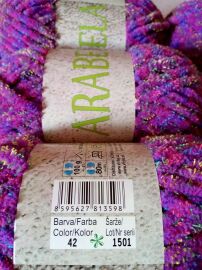 ARABELA
100 g
8 595627 813598
Barva/Farba
Color/Kolor
Šarže/
Lot/Nr serii
42
1501